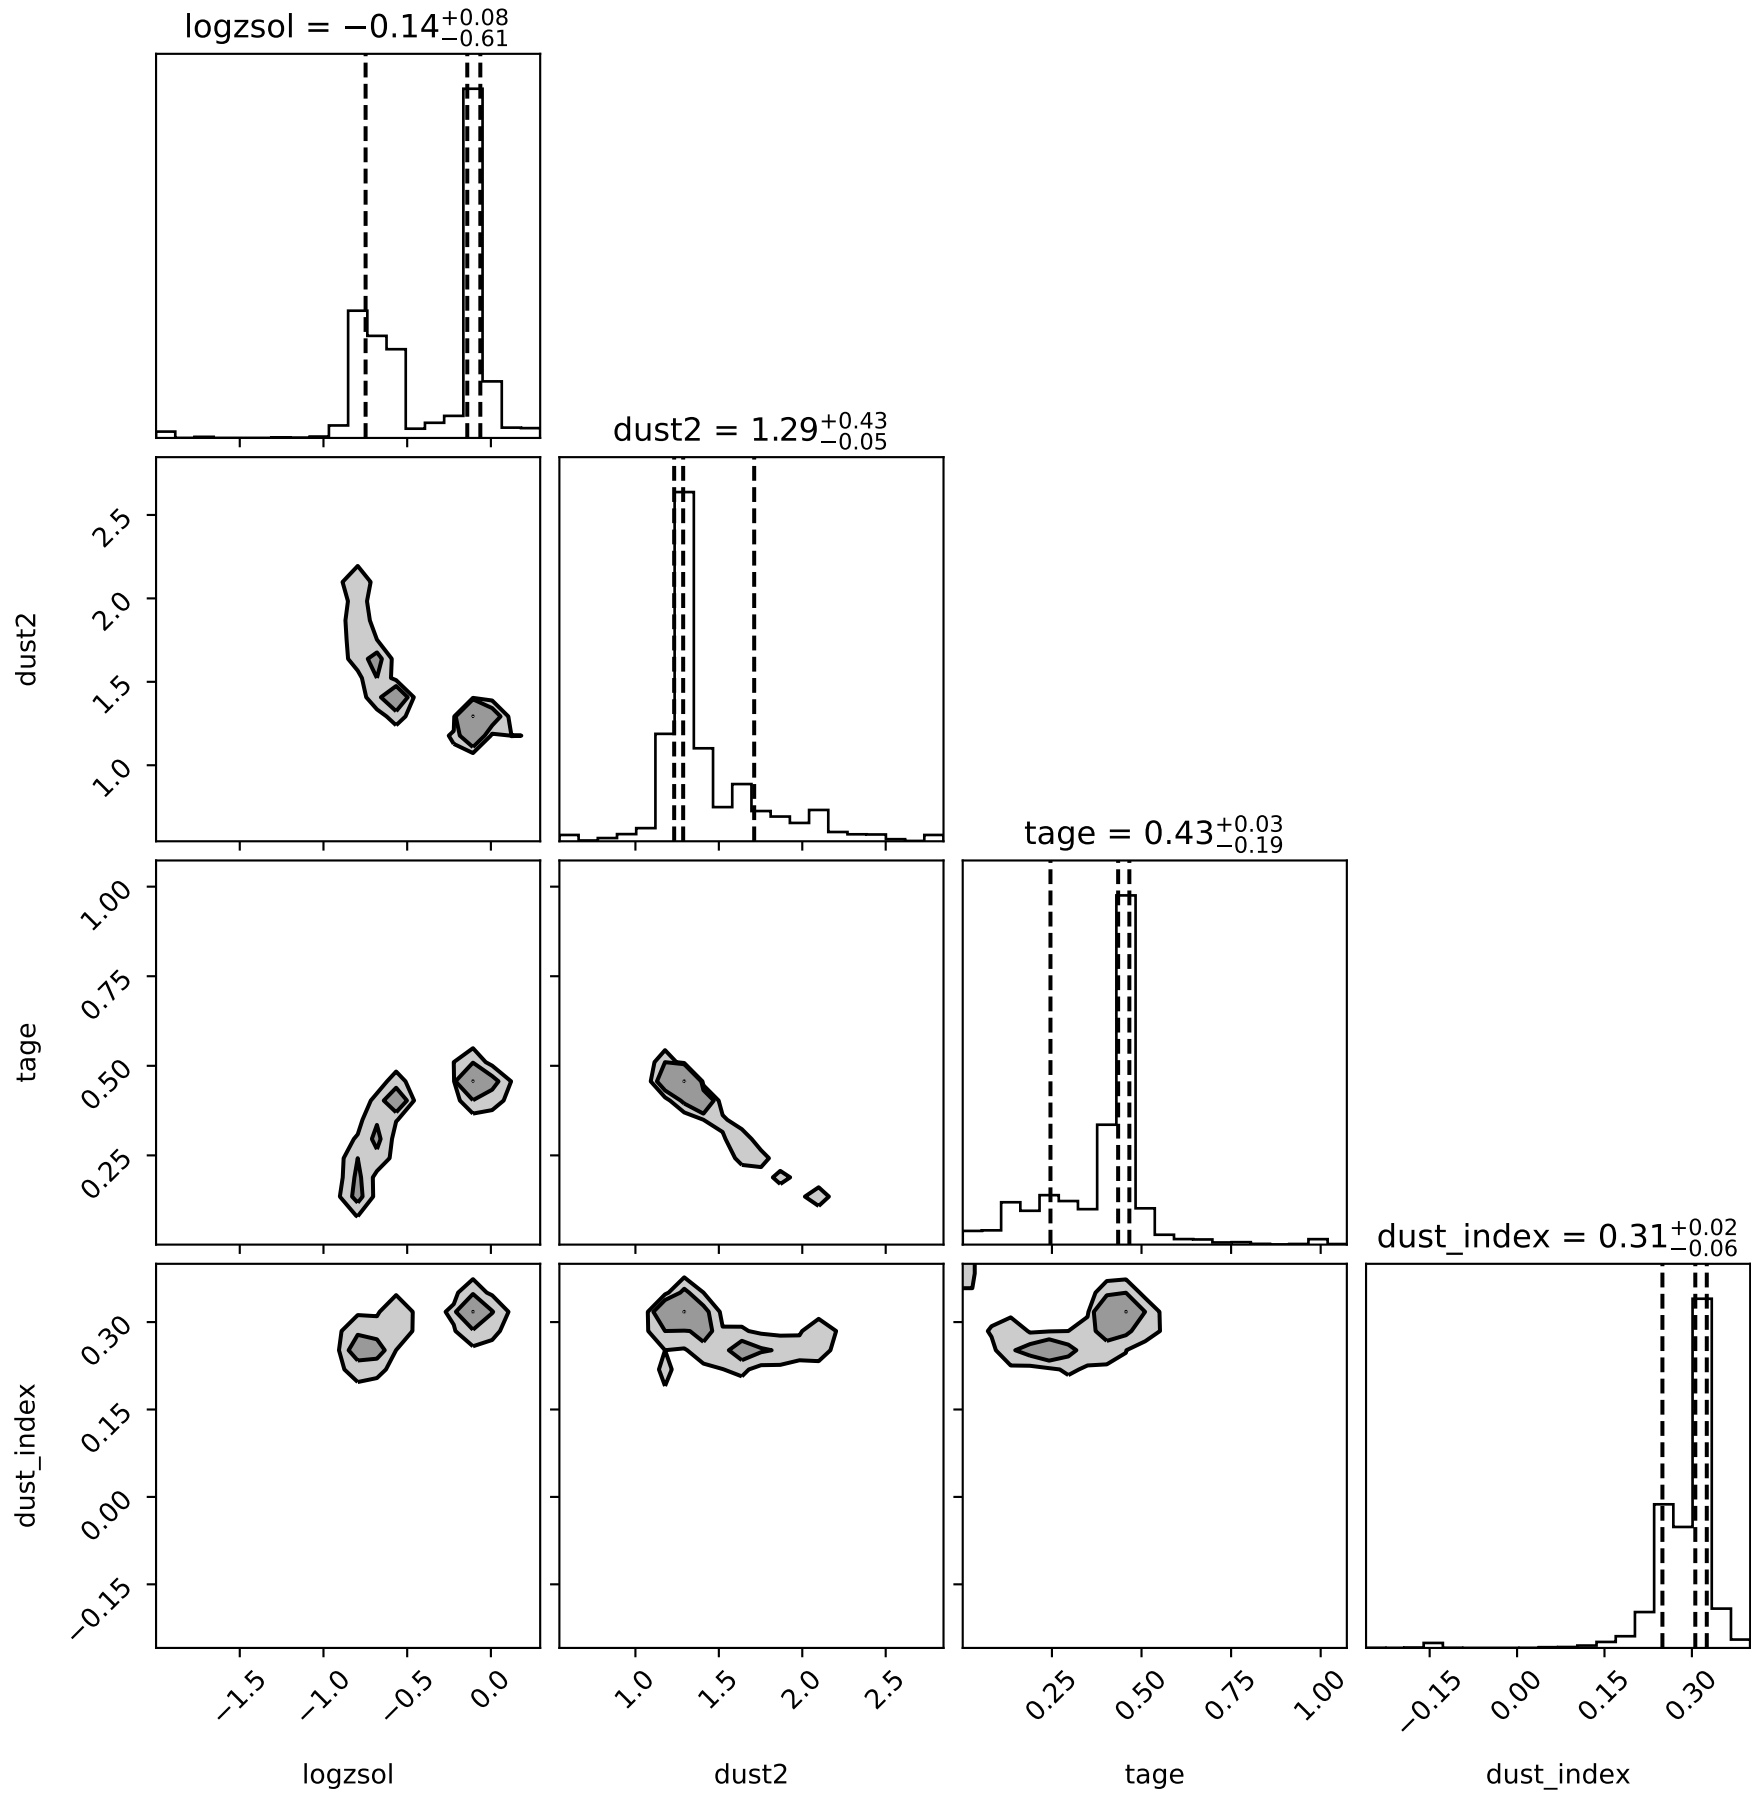 logzsol = −0.14 +0.08 −0.61
dust2 = 1.29 +0.43 −0.05
2.5
2.0
1.5
1.0
dust2
tage = 0.43 +0.03 −0.19
1.00
0.75
0.50
0.25
tage
dust_index = 0.31 +0.02 −0.06
0.30
0.15
0.00
−0.15
dust_index
−1.5 −1.0 −0.5 0.0
1.0 1.5 2.0 2.5
0.25 0.50 0.75 1.00
−0.15 0.00 0.15 0.30
logzsol
dust2
tage
dust_index